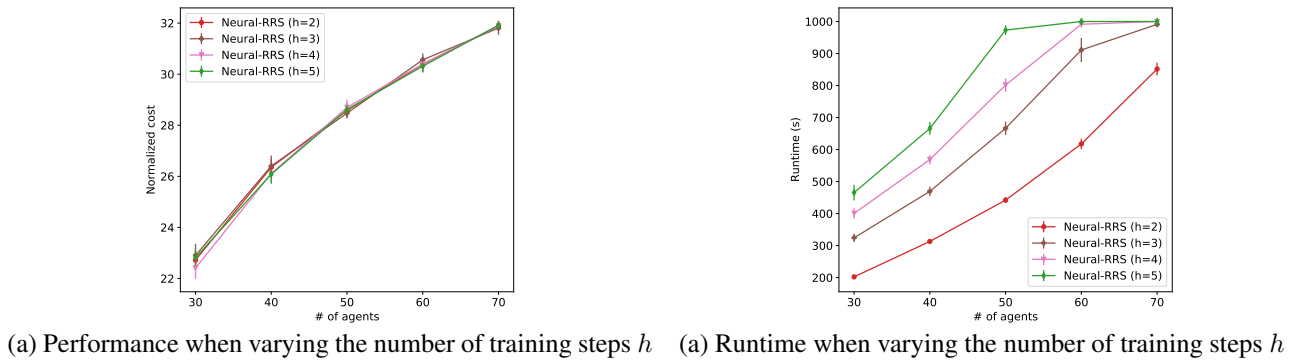 32
30
28
26
24
22
Normalized cost
Neural-RRS (h=2)
Neural-RRS (h=3)
Neural-RRS (h=4)
Neural-RRS (h=5)
30 40 50 60 70
# of agents
(a) Performance when varying the number of training steps h
1000
900
800
700
600
500
400
300
200
Runtime (s)
Neural-RRS (h=2)
Neural-RRS (h=3)
Neural-RRS (h=4)
Neural-RRS (h=5)
30 40 50 60 70
# of agents
(a) Runtime when varying the number of training steps h